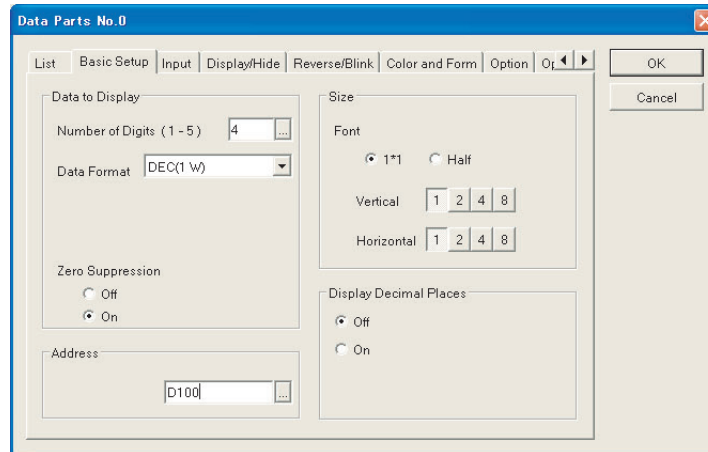 Data Parts No.0
List Basic Setup Input Display/Hide Reverse/Blink Color and Form Option
OK
Cancel
Data to Display
Number of Digits ( 1 - 5 ) 4 ...
Data Format DEC(1 W)
Zero Suppression
Off
On
Address
D100 ...
Size
Font
1*1 Half
Vertical 1 2 4 8
Horizontal 1 2 4 8
Display Decimal Places
Off
On